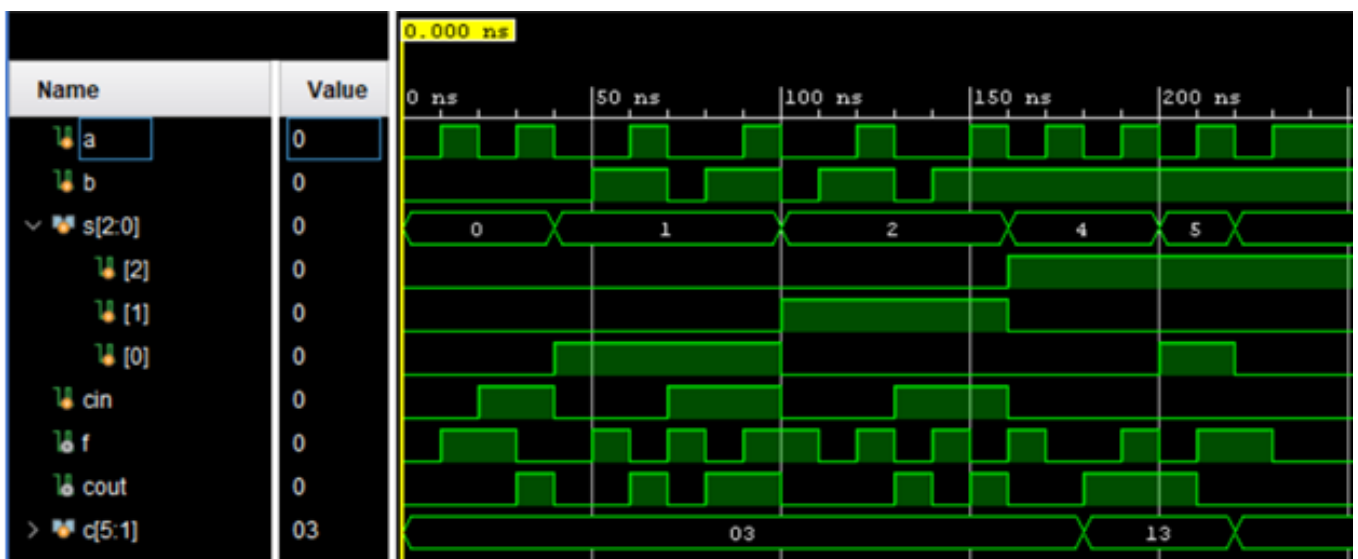 0.000 ns
Name Value 0 ns 50 ns 100 ns 150 ns 200 ns
a 0
b 0
s[2:0] 0 0 1 2 4 5
[2] 0
[1] 0
[0] 0
cin 0
f 0
cout 0
c[5:1] 03 03 13